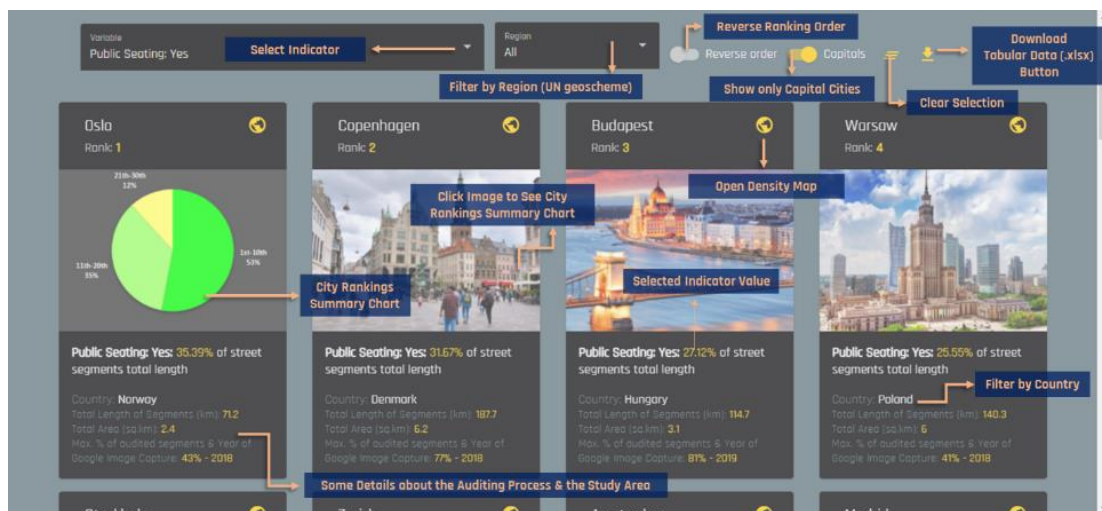 Variable
Public Seating: Yes
Select Indicator
Region
All
Filter by Region (UN geoscheme)
Reverse Ranking Order
Reverse order
Capitals
Show only Capital Cities
Download
Tabular Data (.xlsx)
Button
Clear Selection
Oslo
Rank: 1
21th-30th
12%
11th-20th
35%
1st-10th
53%
City Rankings
Summary Chart
Public Seating: Yes: 35.39% of street
segments total length
Country: Norway
Total Length of Segments (km): 71.2
Total Area (sq.km): 2.4
Max. % of audited segments & Year of
Google Image Capture: 43% - 2018
Copenhagen
Rank: 2
Click Image to See City
Rankings Summary Chart
Public Seating: Yes: 31.67% of street
segments total length
Country: Denmark
Total Length of Segments (km): 187.7
Total Area (sq.km): 6.2
Max. % of audited segments & Year of
Google Image Capture: 77% - 2018
Budapest
Rank: 3
Open Density Map
Selected Indicator Value
Public Seating: Yes: 27.12% of street
segments total length
Country: Hungary
Total Length of Segments (km): 114.7
Total Area (sq.km): 3.1
Max. % of audited segments & Year of
Google Image Capture: 81% - 2019
Warsaw
Rank: 4
Public Seating: Yes: 25.55% of street
segments total length
Filter by Country
Country: Poland
Total Length of Segments (km): 140.3
Total Area (sq.km): 6
Max. % of audited segments & Year of
Google Image Capture: 41% - 2018
Some Details about the Auditing Process & the Study Area